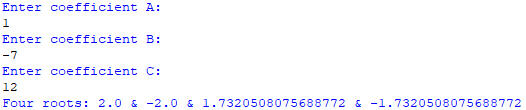 Enter coefficient A:
1
Enter coefficient B:
-7
Enter coefficient C:
12
Four roots: 2.0 & -2.0 & 1.7320508075688772 & -1.7320508075688772